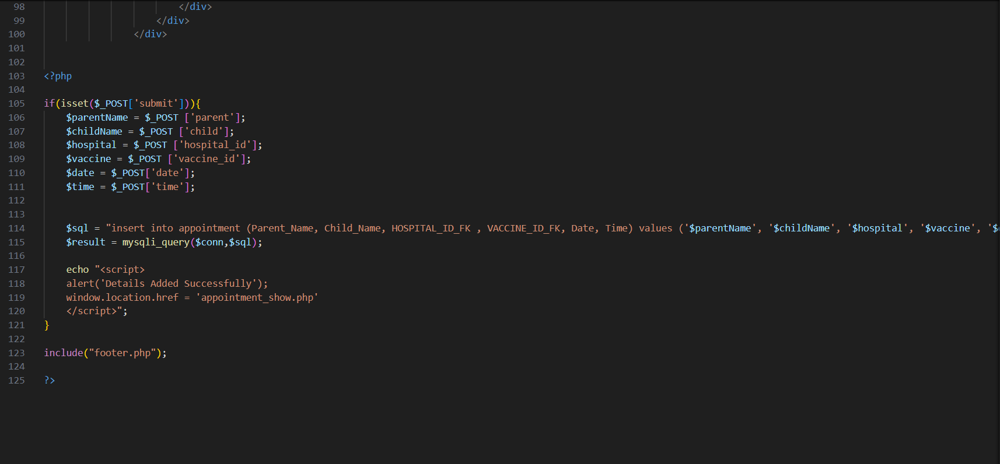 98 </div>
99 </div>
100 </div>
101
102
103 <?php
104
105 if(isset($_POST['submit'])){
106 $parentName = $_POST ['parent'];
107 $childName = $_POST ['child'];
108 $hospital = $_POST ['hospital_id'];
109 $vaccine = $_POST ['vaccine_id'];
110 $date = $_POST['date'];
111 $time = $_POST['time'];
112
113
114 $sql = "insert into appointment (Parent_Name, Child_Name, HOSPITAL_ID_FK , VACCINE_ID_FK, Date, Time) values ('$parentName', '$childName', '$hospital', '$vaccine', '$
115 $result = mysqli_query($conn,$sql);
116
117 echo "<script>
118 alert('Details Added Successfully');
119 window.location.href = 'appointment_show.php'
120 </script>";
121 }
122
123 include("footer.php");
124
125 ?>